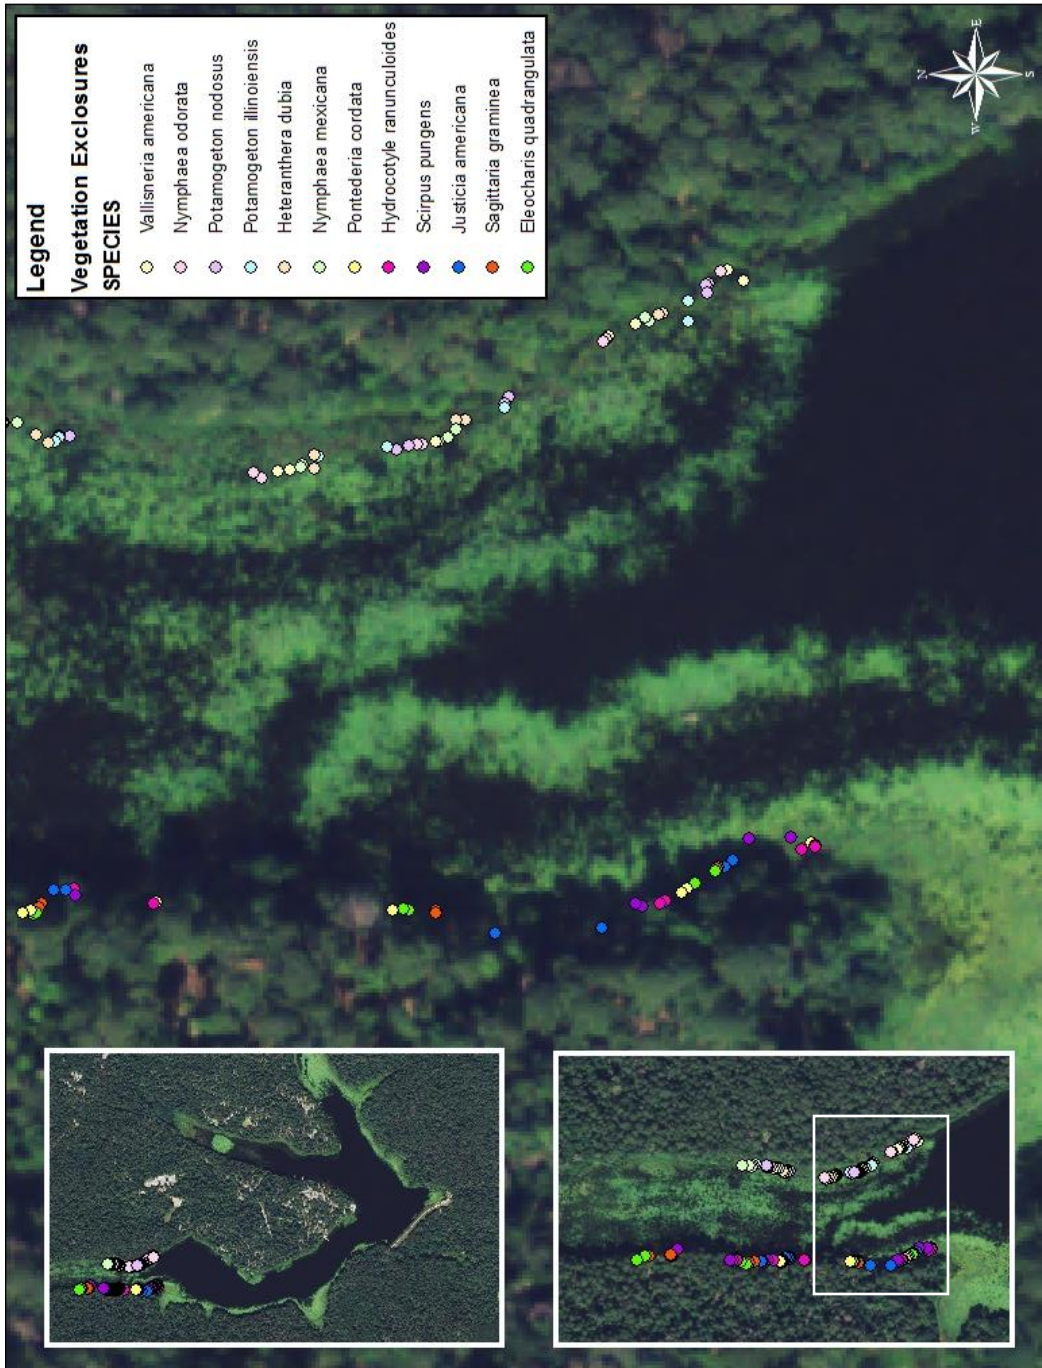 Legend
Vegetation Exclosures
SPECIES
Vallisneria americana
Nymphaea odorata
Potamogeton nodosus
Potamogeton illinoiensis
Heteranthera dubia
Nymphaea mexicana
Pontederia cordata
Hydrocotyle ranunculoides
Scirpus pungens
Justicia americana
Sagittaria graminea
Eleocharis quadrangulata
N
E
W
S